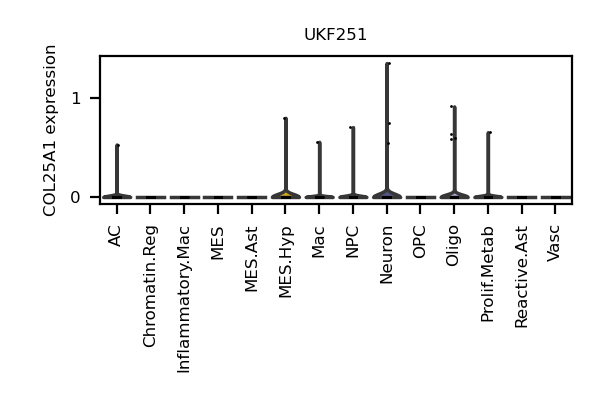 UKF251
COL25A1 expression
1
0
AC
Chromatin.Reg
Inflammatory.Mac
MES
MES.Ast
MES.Hyp
Mac
NPC
Neuron
OPC
Oligo
Prolif.Metab
Reactive.Ast
Vasc